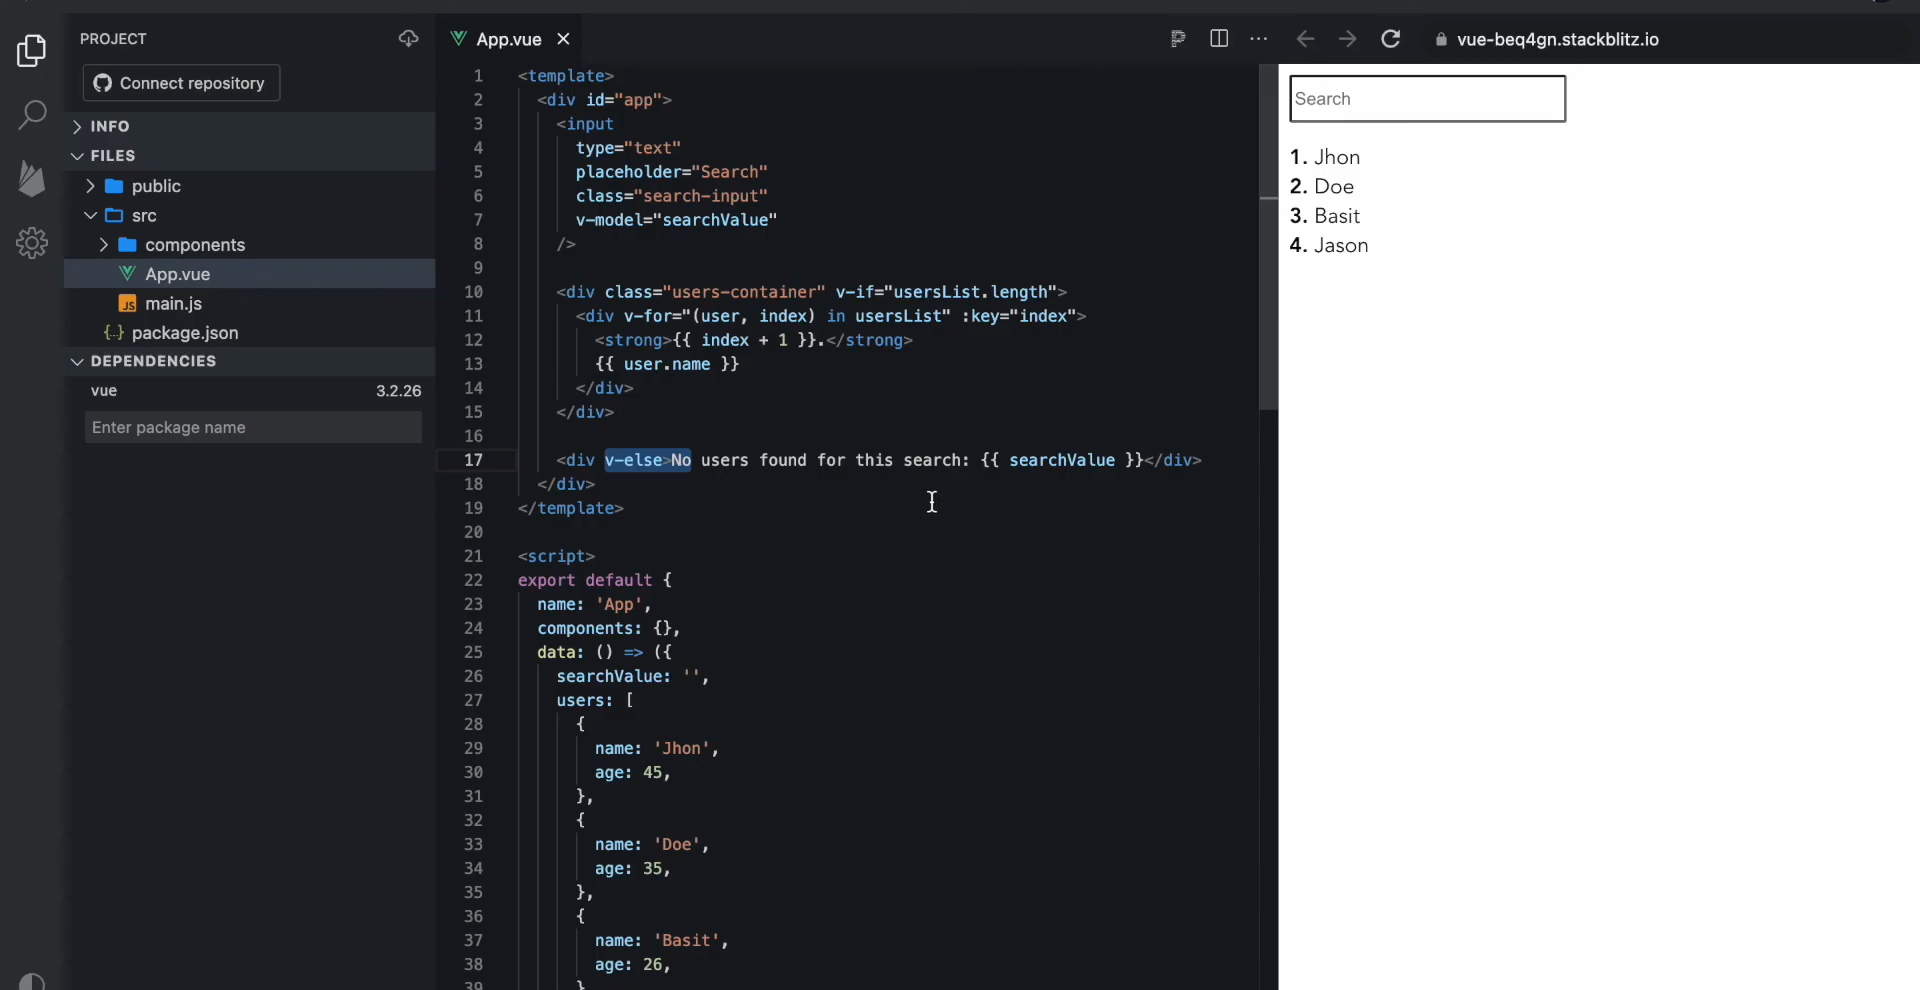 PROJECT
Connect repository
INFO
FILES
public
src
components
App.vue
JS main.js
{..} package.json
DEPENDENCIES
vue 3.2.26
Enter package name
App.vue
1 <template>
2 <div id="app">
3 <input
4 type="text"
5 placeholder="Search"
6 class="search-input"
7 v-model="searchValue"
8 />
9
10 <div class="users-container" v-if="usersList.length">
11 <div v-for="(user, index) in usersList" :key="index">
12 <strong>{{ index + 1 }}.</strong>
13 {{ user.name }}
14 </div>
15 </div>
16
17 <div v-else>No users found for this search: {{ searchValue }}</div>
18 </div>
19 </template>
20
21 <script>
22 export default {
23 name: 'App',
24 components: {},
25 data: () => ({
26 searchValue: '',
27 users: [
28 {
29 name: 'Jhon',
30 age: 45,
31 },
32 {
33 name: 'Doe',
34 age: 35,
35 },
36 {
37 name: 'Basit',
38 age: 26,
39 }
vue-beq4gn.stackblitz.io
Search
1. Jhon
2. Doe
3. Basit
4. Jason